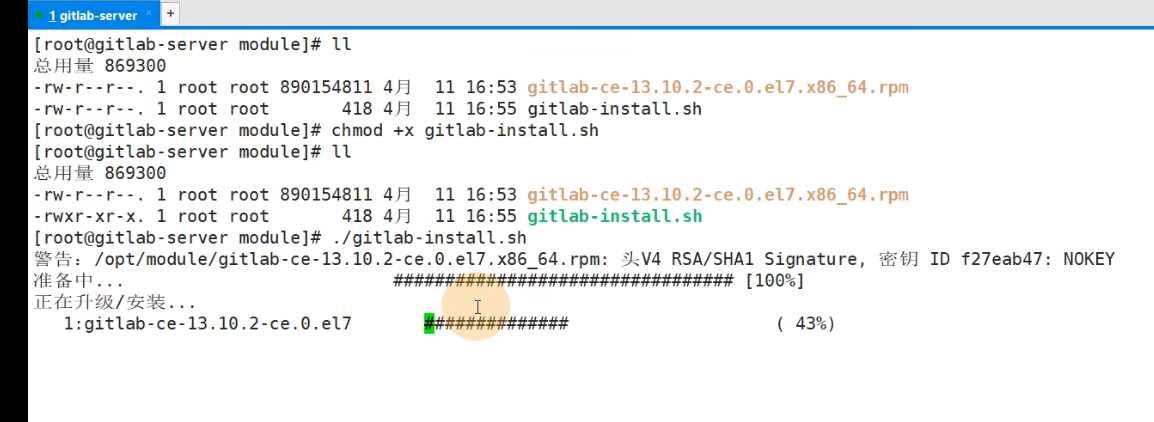 1 gitlab-server × +
[root@gitlab-server module]# ll
总用量 869300
-rw-r--r--. 1 root root 890154811 4月  11 16:53 gitlab-ce-13.10.2-ce.0.el7.x86_64.rpm
-rw-r--r--. 1 root root       418 4月  11 16:55 gitlab-install.sh
[root@gitlab-server module]# chmod +x gitlab-install.sh
[root@gitlab-server module]# ll
总用量 869300
-rw-r--r--. 1 root root 890154811 4月  11 16:53 gitlab-ce-13.10.2-ce.0.el7.x86_64.rpm
-rwxr-xr-x. 1 root root       418 4月  11 16:55 gitlab-install.sh
[root@gitlab-server module]# ./gitlab-install.sh
警告：/opt/module/gitlab-ce-13.10.2-ce.0.el7.x86_64.rpm: 头V4 RSA/SHA1 Signature, 密钥 ID f27eab47: NOKEY
准备中...                          ################################# [100%]
正在升级/安装...
   1:gitlab-ce-13.10.2-ce.0.el7       ##############                    ( 43%)